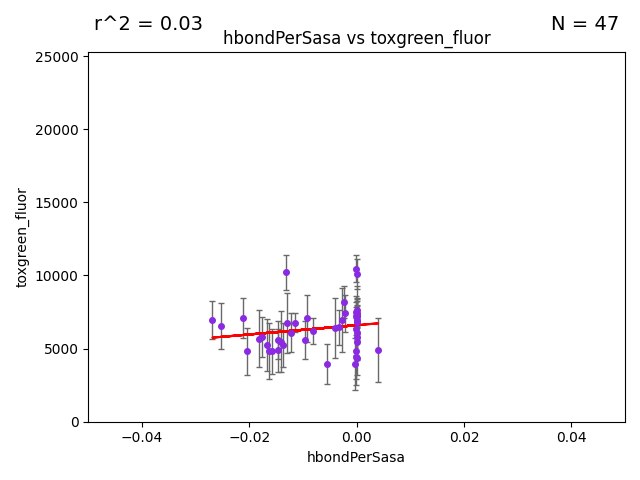 r^2 = 0.03
N = 47
hbondPerSasa vs toxgreen_fluor
25000
20000
15000
10000
5000
0
toxgreen_fluor
−0.04
−0.02
0.00
0.02
0.04
hbondPerSasa